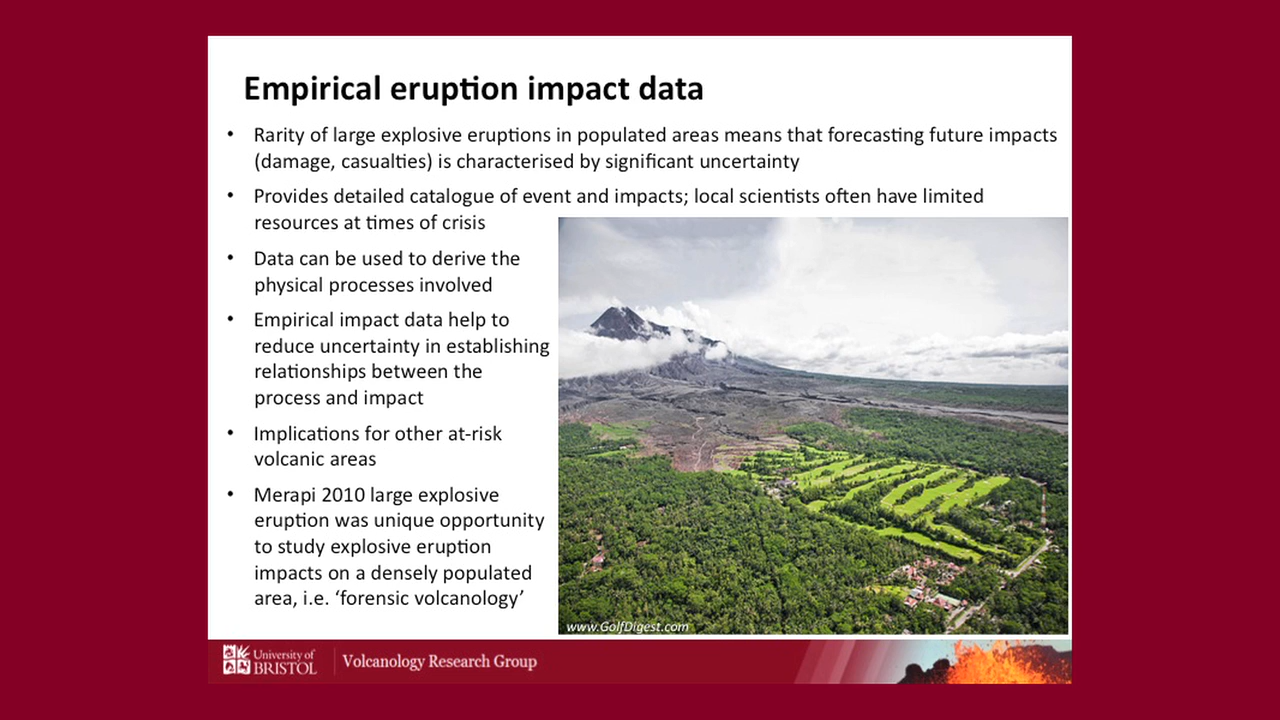 Empirical eruption impact data
• Rarity of large explosive eruptions in populated areas means that forecasting future impacts
(damage, casualties) is characterised by significant uncertainty
• Provides detailed catalogue of event and impacts; local scientists often have limited
resources at times of crisis
• Data can be used to derive the
physical processes involved
• Empirical impact data help to
reduce uncertainty in establishing
relationships between the
process and impact
• Implications for other at-risk
volcanic areas
• Merapi 2010 large explosive
eruption was unique opportunity
to study explosive eruption
impacts on a densely populated
area, i.e. ‘forensic volcanology’
www.GolfDigest.com
University of
BRISTOL
Volcanology Research Group